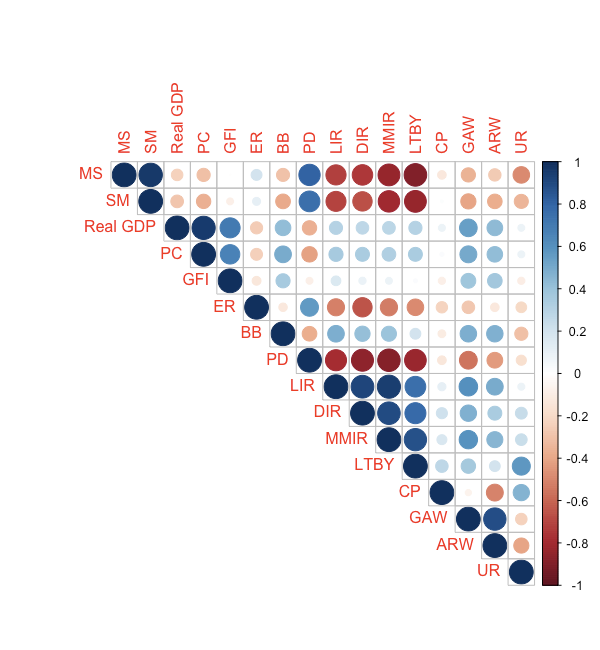 MS SM Real GDP PC GFI ER BB PD LIR DIR MMIR LTBY CP GAW ARW UR
MS
SM
Real GDP
PC
GFI
ER
BB
PD
LIR
DIR
MMIR
LTBY
CP
GAW
ARW
UR
1
0.8
0.6
0.4
0.2
0
-0.2
-0.4
-0.6
-0.8
-1